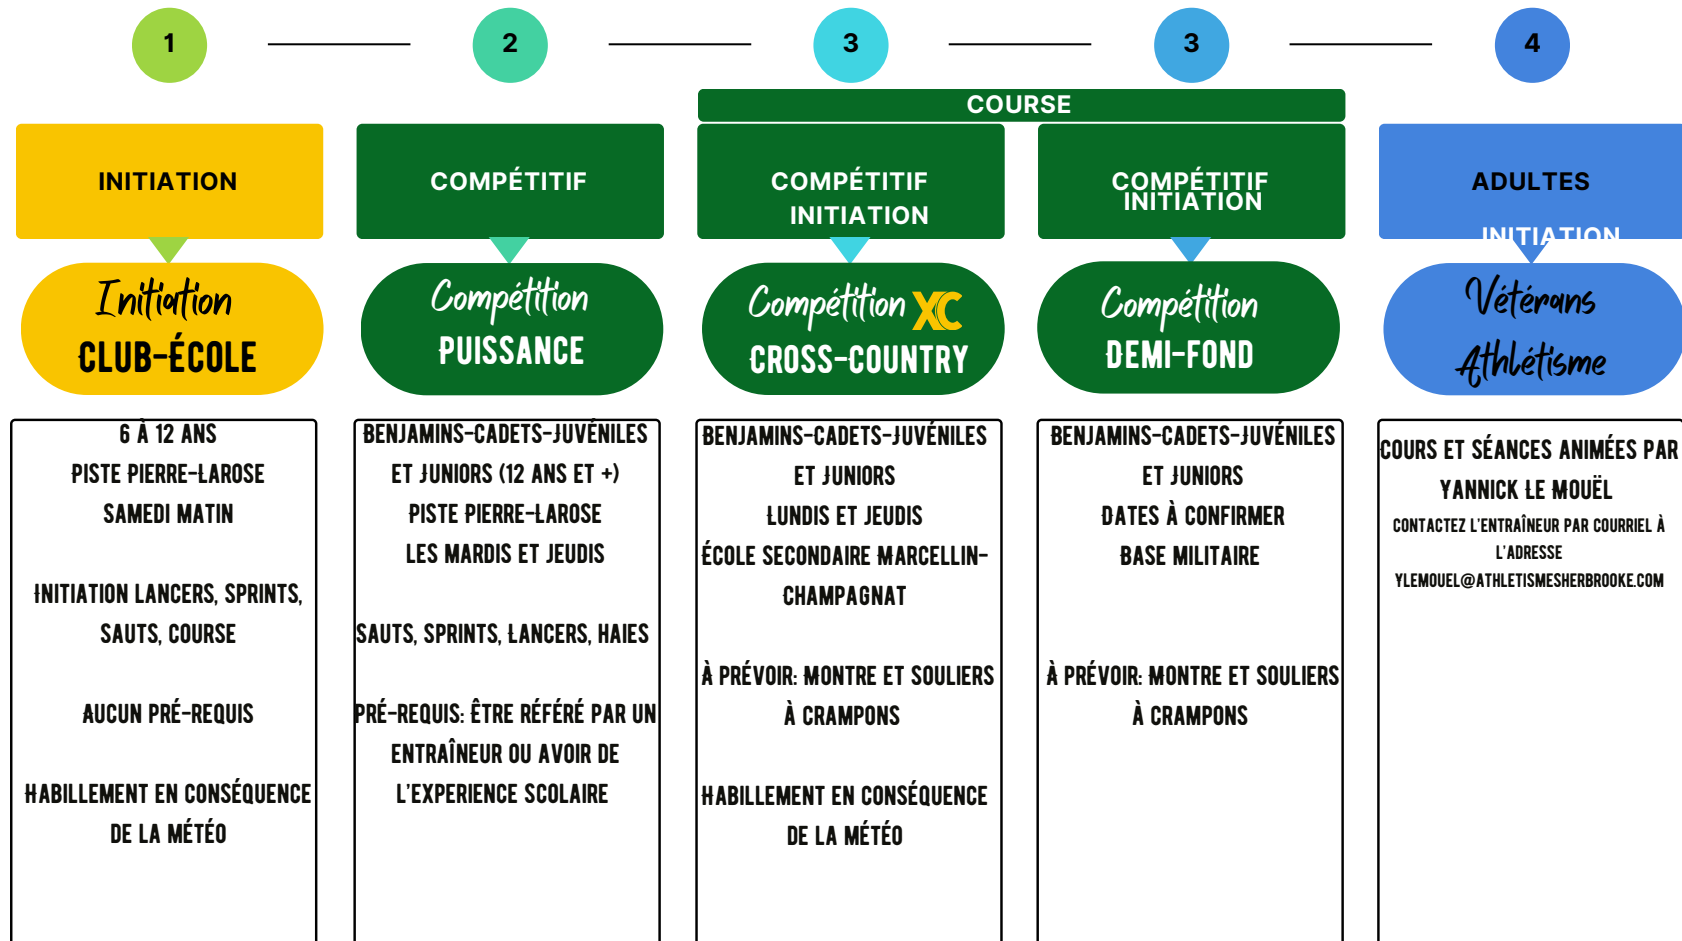 1
2
3
3
4
COURSE
INITIATION
COMPÉTITIF
COMPÉTITIF
INITIATION
COMPÉTITIF
INITIATION
ADULTES
INITIATION
Initiation
CLUB-ÉCOLE
Compétition
PUISSANCE
Compétition XC
CROSS-COUNTRY
Compétition
DEMI-FOND
Vétérans
Athlétisme
6 À 12 ANS
PISTE PIERRE-LAROSE
SAMEDI MATIN
INITIATION LANCERS, SPRINTS,
SAUTS, COURSE
AUCUN PRÉ-REQUIS
HABILLEMENT EN CONSÉQUENCE
DE LA MÉTÉO
BENJAMINS-CADETS-JUVÉNILES
ET JUNIORS (12 ANS ET +)
PISTE PIERRE-LAROSE
LES MARDIS ET JEUDIS
SAUTS, SPRINTS, LANCERS, HAIES
PRÉ-REQUIS: ÊTRE RÉFÉRÉ PAR UN
ENTRAÎNEUR OU AVOIR DE
L'EXPERIENCE SCOLAIRE
BENJAMINS-CADETS-JUVÉNILES
ET JUNIORS
LUNDIS ET JEUDIS
ÉCOLE SECONDAIRE MARCELLIN-
CHAMPAGNAT
À PRÉVOIR: MONTRE ET SOULIERS
À CRAMPONS
HABILLEMENT EN CONSÉQUENCE
DE LA MÉTÉO
BENJAMINS-CADETS-JUVÉNILES
ET JUNIORS
DATES À CONFIRMER
BASE MILITAIRE
À PRÉVOIR: MONTRE ET SOULIERS
À CRAMPONS
COURS ET SÉANCES ANIMÉES PAR
YANNICK LE MOUËL
CONTACTEZ L'ENTRAÎNEUR PAR COURRIEL À
L'ADRESSE
YLEMOUEL@ATHLETISMESHERBROOKE.COM